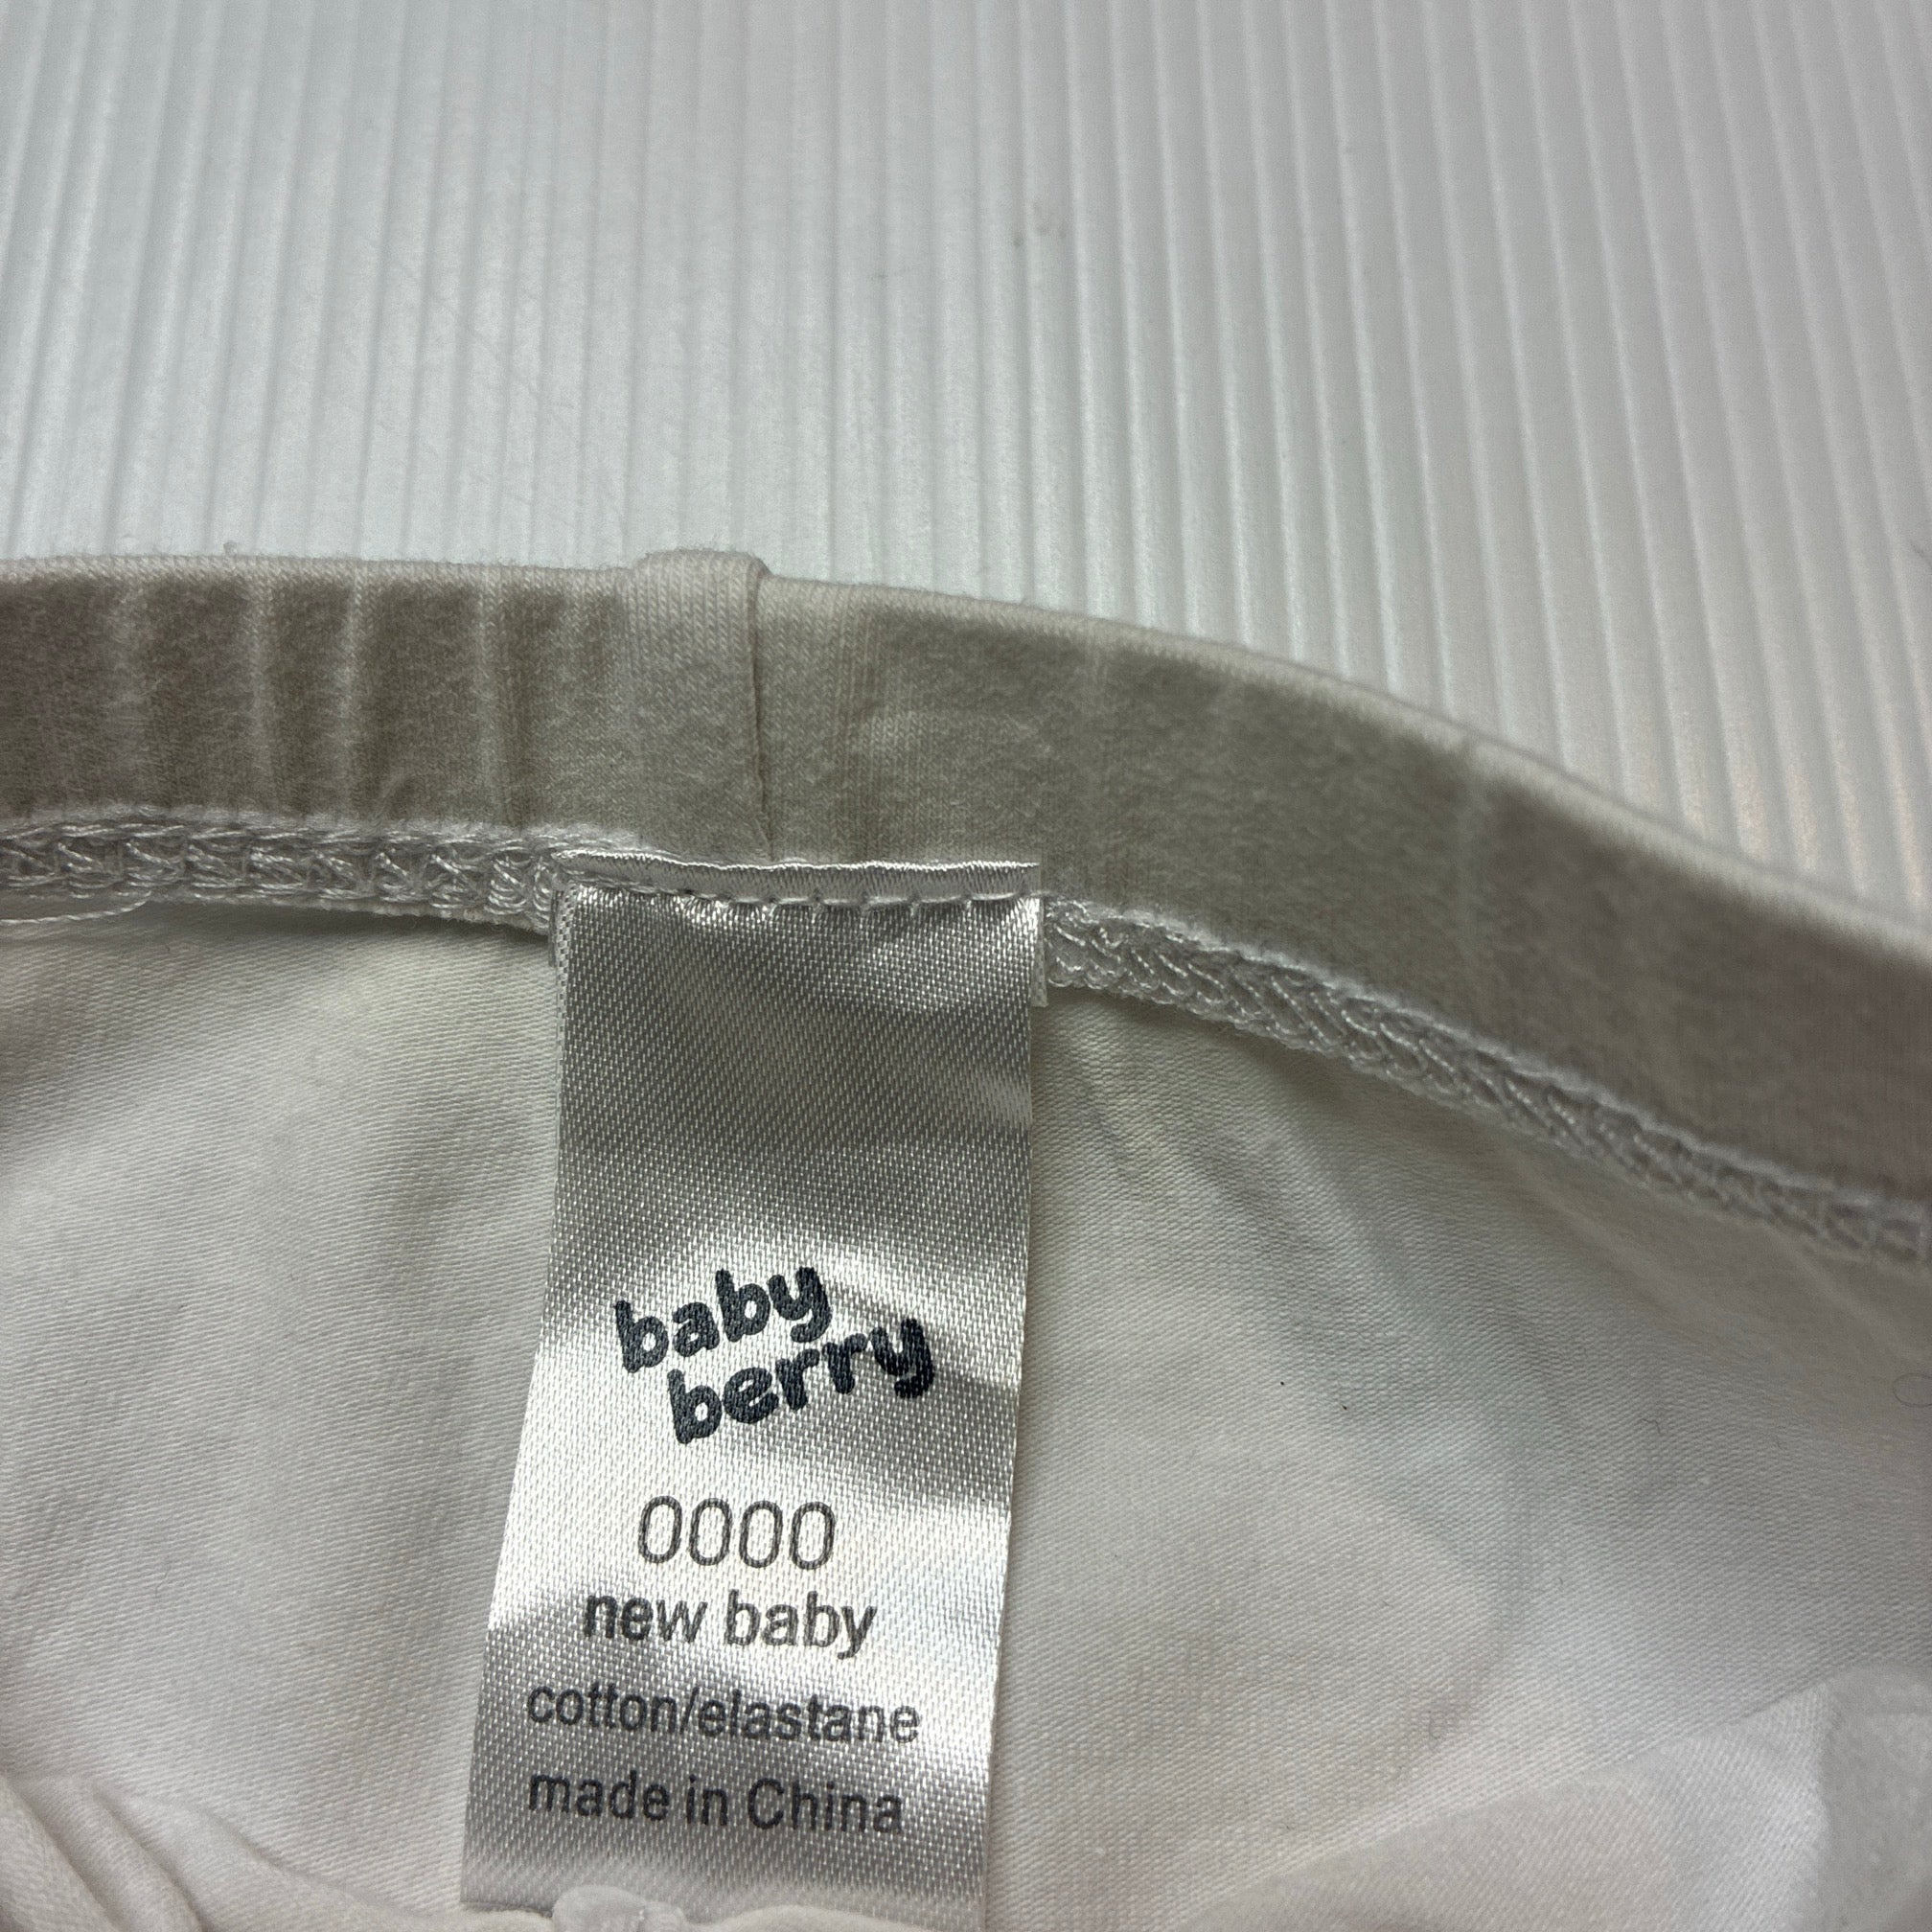 baby
berry
0000
new baby
cotton/elastane
made in China